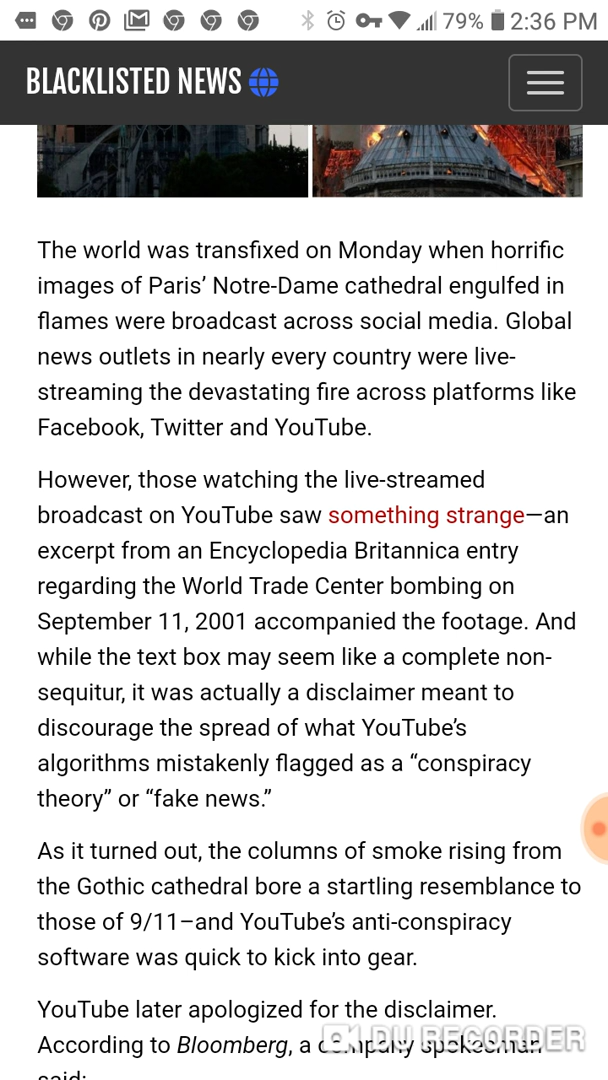 79% 2:36 PM
BLACKLISTED NEWS
The world was transfixed on Monday when horrific
images of Paris’ Notre-Dame cathedral engulfed in
flames were broadcast across social media. Global
news outlets in nearly every country were live-
streaming the devastating fire across platforms like
Facebook, Twitter and YouTube.
However, those watching the live-streamed
broadcast on YouTube saw something strange—an
excerpt from an Encyclopedia Britannica entry
regarding the World Trade Center bombing on
September 11, 2001 accompanied the footage. And
while the text box may seem like a complete non-
sequitur, it was actually a disclaimer meant to
discourage the spread of what YouTube’s
algorithms mistakenly flagged as a “conspiracy
theory” or “fake news.”
As it turned out, the columns of smoke rising from
the Gothic cathedral bore a startling resemblance to
those of 9/11–and YouTube’s anti-conspiracy
software was quick to kick into gear.
YouTube later apologized for the disclaimer.
According to Bloomberg, a company spokesman
said:
DU RECORDER